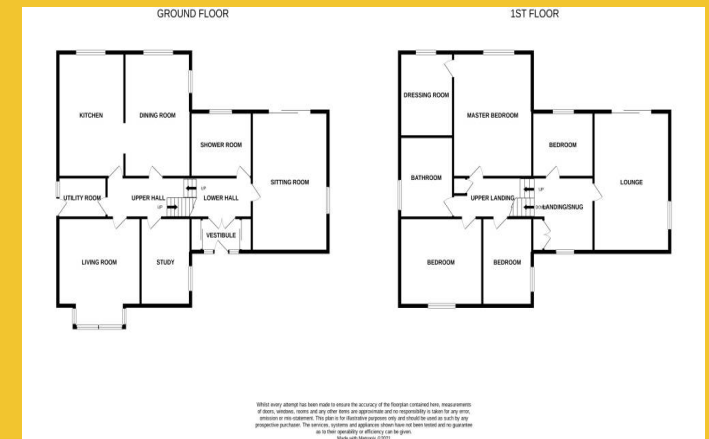 GROUND FLOOR
KITCHEN
DINING ROOM
SHOWER ROOM
SITTING ROOM
UTILITY ROOM
UPPER HALL
UP
UP
LOWER HALL
VESTIBULE
LIVING ROOM
STUDY
1ST FLOOR
DRESSING ROOM
MASTER BEDROOM
BEDROOM
LOUNGE
BATHROOM
UPPER LANDING
UP
LANDING/SNUG
BEDROOM
BEDROOM
Whilst every attempt has been made to ensure the accuracy of the floorplan contained here, measurements
of doors, windows, rooms and any other items are approximate and no responsibility is taken for any error,
omission or mis-statement. This plan is for illustrative purposes only and should be used as such by any
prospective purchaser. The services, systems and appliances shown have not been tested and no guarantee
as to their operability or efficiency can be given.
Made with Metropix ©2021